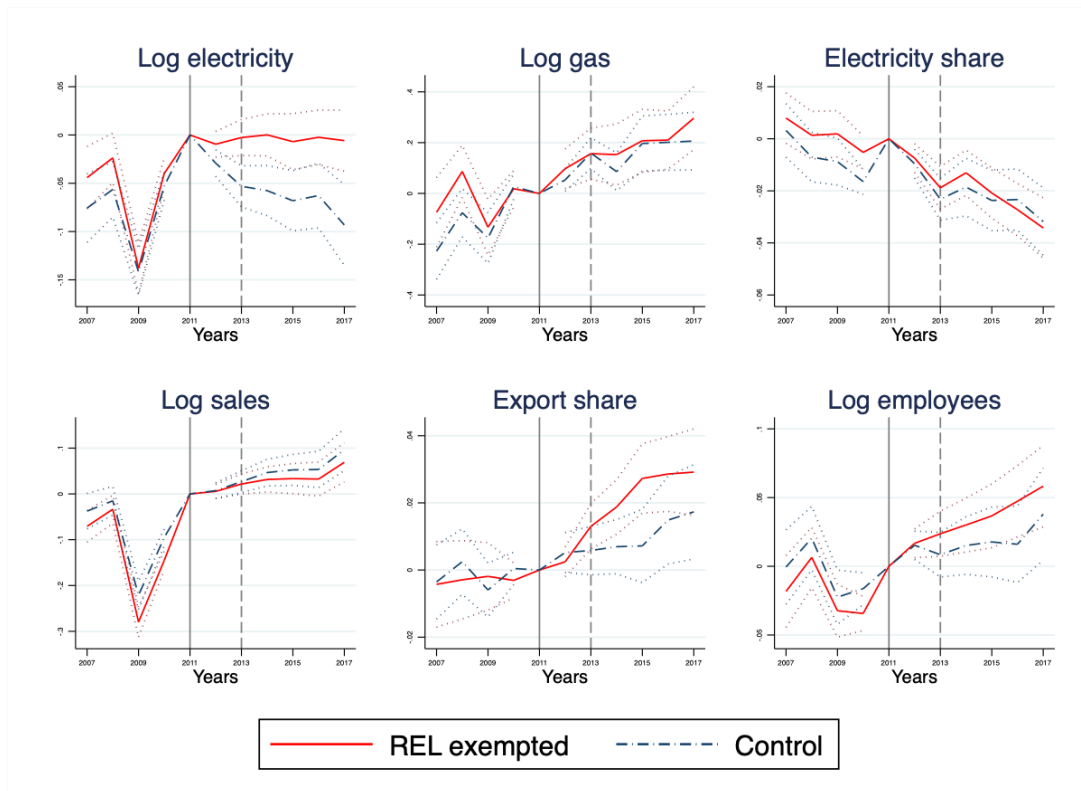 Log electricity
.05
0
-.05
-.1
-.15
2007 2009 2011 2013 2015 2017
Years
Log gas
.4
.2
0
-.2
-.4
2007 2009 2011 2013 2015 2017
Years
Electricity share
.02
0
-.02
-.04
-.06
2007 2009 2011 2013 2015 2017
Years
Log sales
.1
0
-.1
-.2
-.3
2007 2009 2011 2013 2015 2017
Years
Export share
.04
.02
0
-.02
2007 2009 2011 2013 2015 2017
Years
Log employees
.1
.05
0
-.05
2007 2009 2011 2013 2015 2017
Years
REL exempted Control